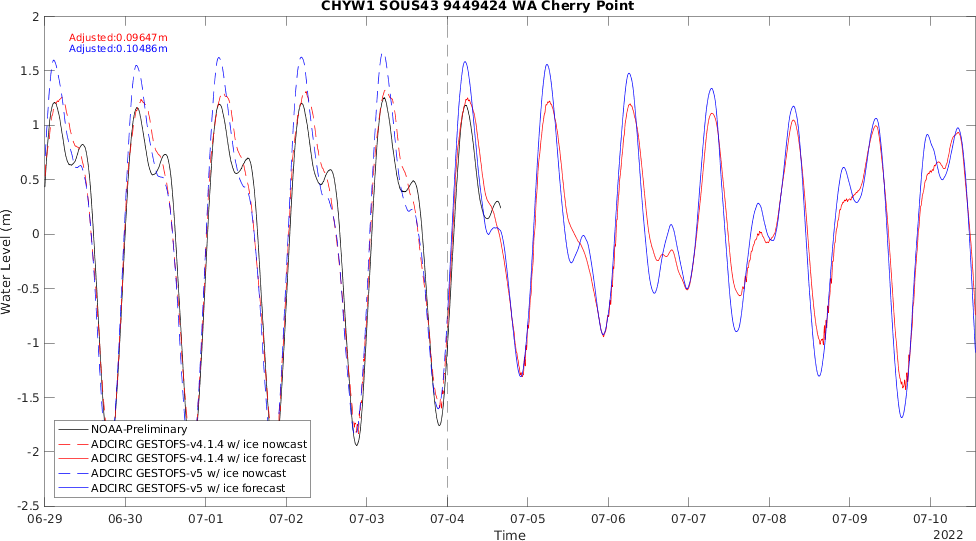 CHYW1 SOUS43 9449424 WA Cherry Point
Adjusted:0.09647m
Adjusted:0.10486m
Water Level (m)
2
1.5
1
0.5
0
-0.5
-1
-1.5
-2
-2.5
NOAA-Preliminary
ADCIRC GESTOFS-v4.1.4 w/ ice nowcast
ADCIRC GESTOFS-v4.1.4 w/ ice forecast
ADCIRC GESTOFS-v5 w/ ice nowcast
ADCIRC GESTOFS-v5 w/ ice forecast
06-29 06-30 07-01 07-02 07-03 07-04 07-05 07-06 07-07 07-08 07-09 07-10
Time
2022